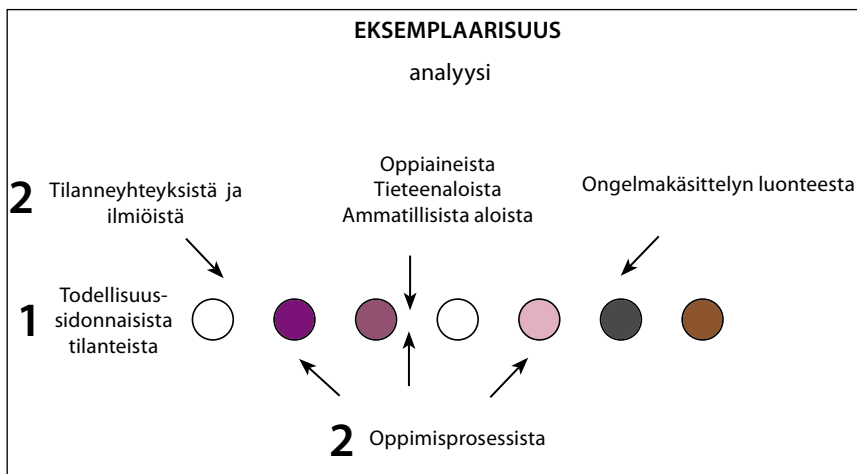 EKSEMPLAARISUUS
analyysi
2
Tilanneyhteyksistä ja
ilmiöistä
Oppiaineista
Tieteenaloista
Ammatillisista aloista
Ongelmakäsittelyn luonteesta
1
Todellisuus-
sidonnaisista
tilanteista
2 Oppimisprosessista